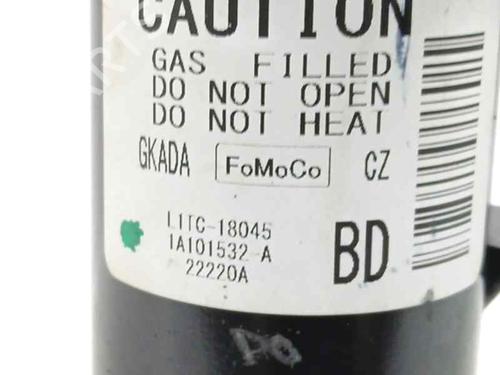 CAUTION
GAS FILLED
DO NOT OPEN
DO NOT HEAT
GKADA FoMoCo CZ
L1TC-18045
1A101532-A
22220A
BD